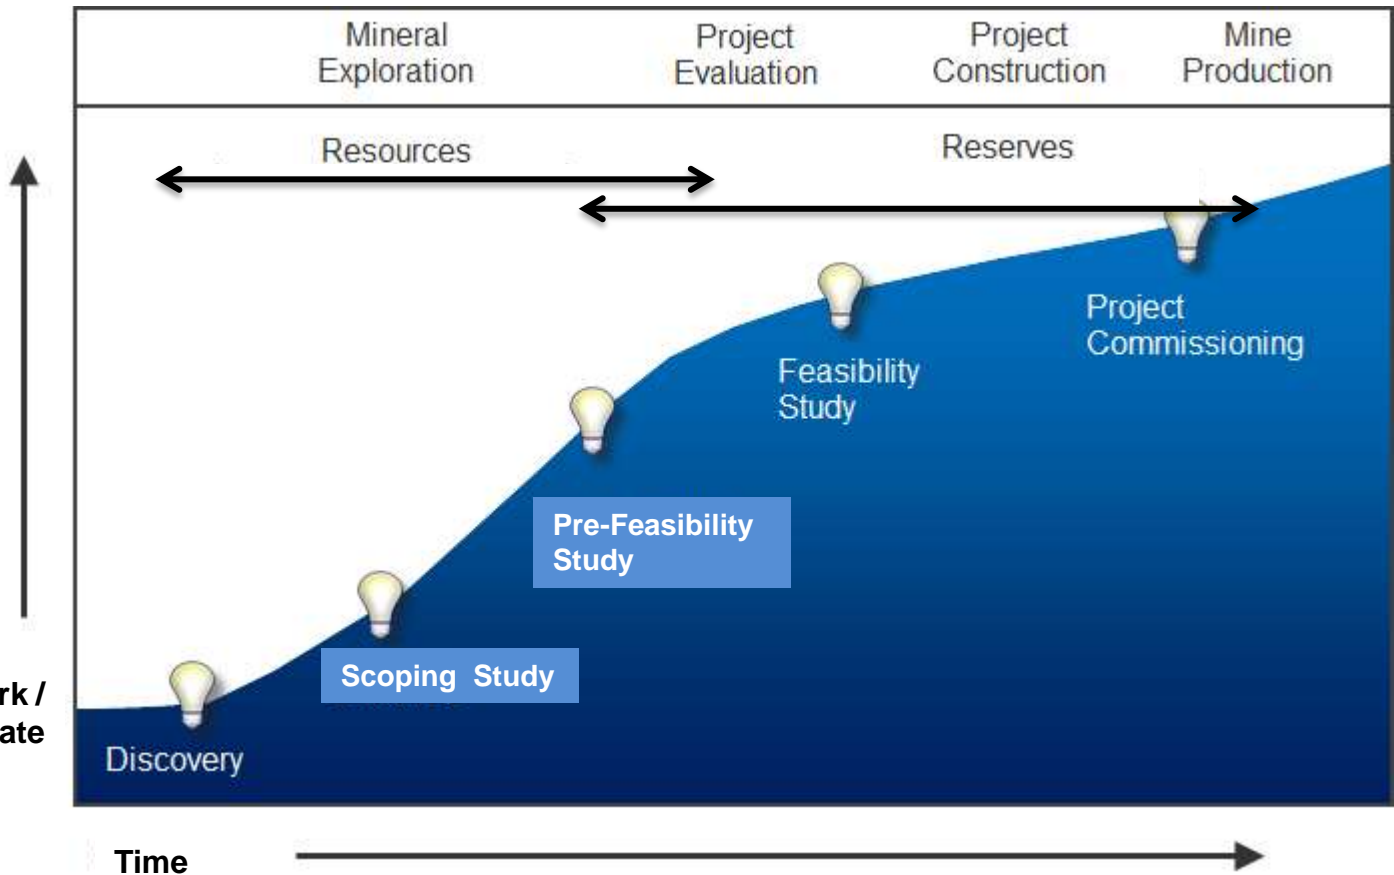 Mineral
Exploration
Project
Evaluation
Project
Construction
Mine
Production
Resources
Reserves
Project
Commissioning
Feasibility
Study
Pre-Feasibility
Study
Scoping Study
rk /
ate
Discovery
Time